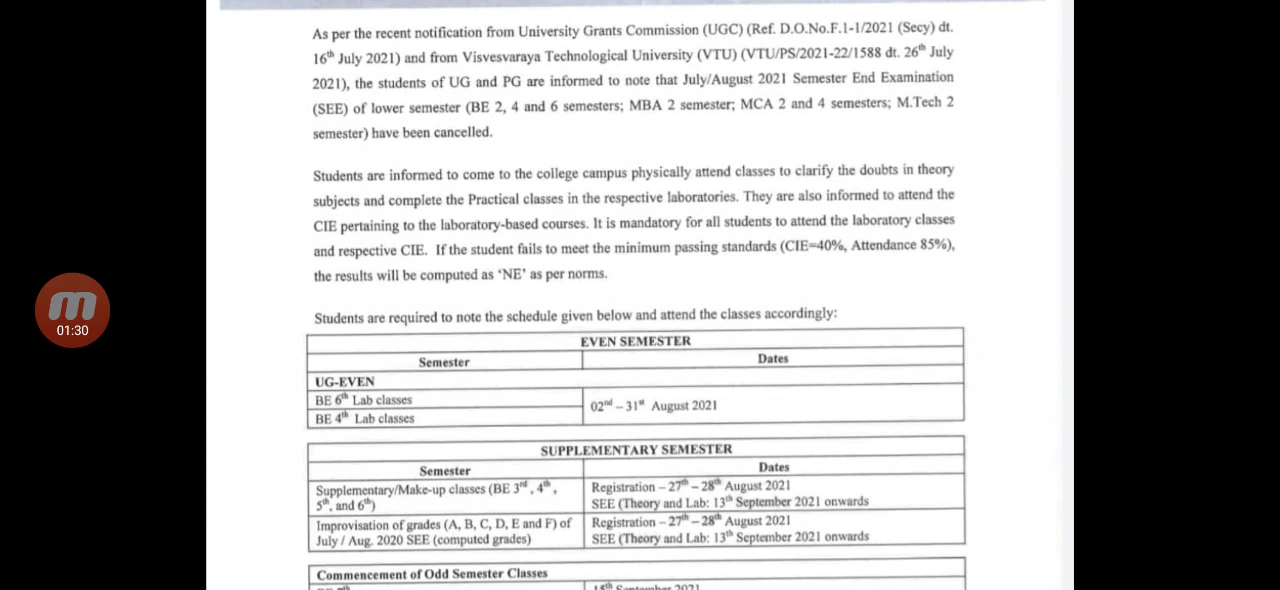 As per the recent notification from University Grants Commission (UGC) (Ref. D.O.No.F.1-1/2021 (Secy) dt.
16th July 2021) and from Visvesvaraya Technological University (VTU) (VTU/PS/2021-22/1588 dt. 26th July
2021), the students of UG and PG are informed to note that July/August 2021 Semester End Examination
(SEE) of lower semester (BE 2, 4 and 6 semesters; MBA 2 semester; MCA 2 and 4 semesters; M.Tech 2
semester) have been cancelled.
Students are informed to come to the college campus physically attend classes to clarify the doubts in theory
subjects and complete the Practical classes in the respective laboratories. They are also informed to attend the
CIE pertaining to the laboratory-based courses. It is mandatory for all students to attend the laboratory classes
and respective CIE. If the student fails to meet the minimum passing standards (CIE=40%, Attendance 85%),
the results will be computed as ‘NE’ as per norms.
Students are required to note the schedule given below and attend the classes accordingly:
EVEN SEMESTER
Semester Dates
UG-EVEN
BE 6th Lab classes
02nd – 31st August 2021
BE 4th Lab classes
SUPPLEMENTARY SEMESTER
Semester Dates
Supplementary/Make-up classes (BE 3rd, 4th, Registration – 27th – 28th August 2021
5th, and 6th) SEE (Theory and Lab: 13th September 2021 onwards
Improvisation of grades (A, B, C, D, E and F) of Registration – 27th – 28th August 2021
July / Aug. 2020 SEE (computed grades) SEE (Theory and Lab: 13th September 2021 onwards
Commencement of Odd Semester Classes
September 2021
01:30